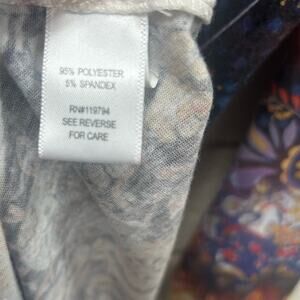 95% POLYESTER
5% SPANDEX
RN#119794
SEE REVERSE
FOR CARE